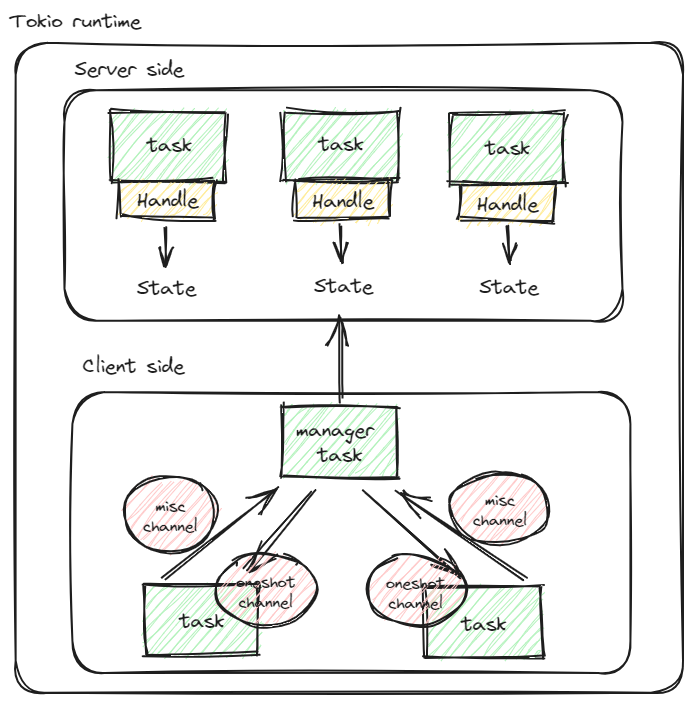 Tokio runtime
Server side
task
task
task
Handle
Handle
Handle
State
State
State
Client side
manager
task
misc
channel
misc
channel
oneshot
channel
oneshot
channel
task
task